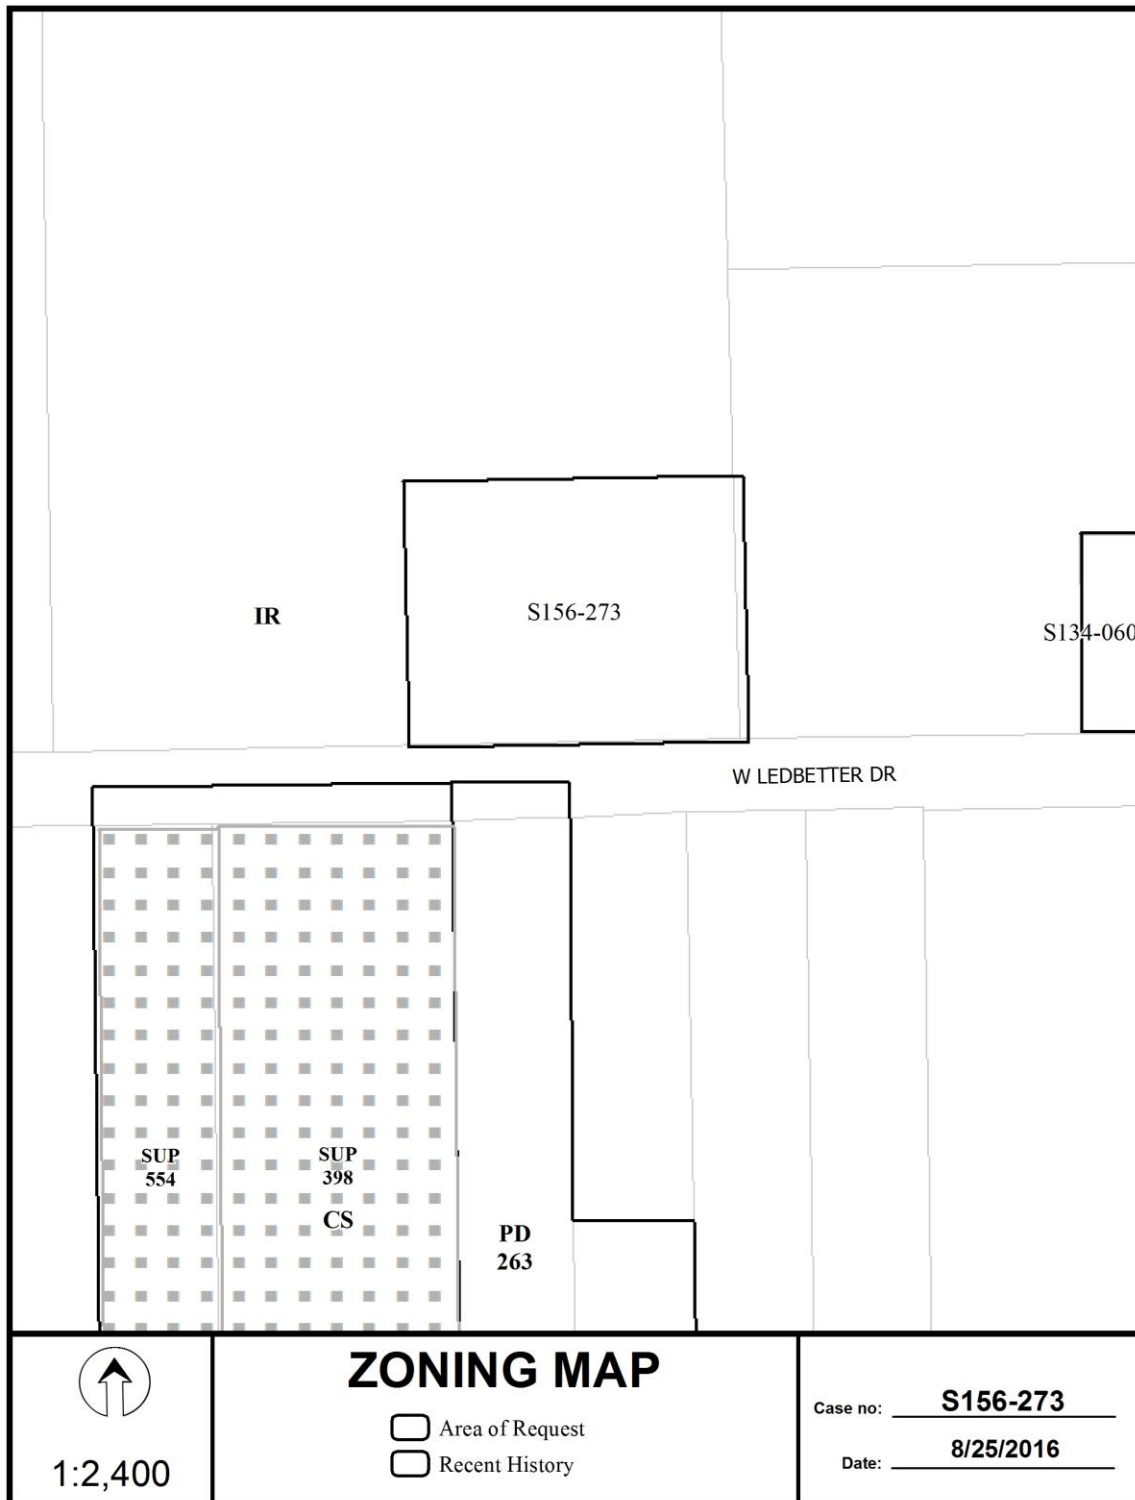 IR
S156-273
S134-060
W LEDBETTER DR
SUP
554
SUP
398
CS
PD
263
1:2,400
ZONING MAP
Area of Request
Recent History
Case no: S156-273
Date: 8/25/2016